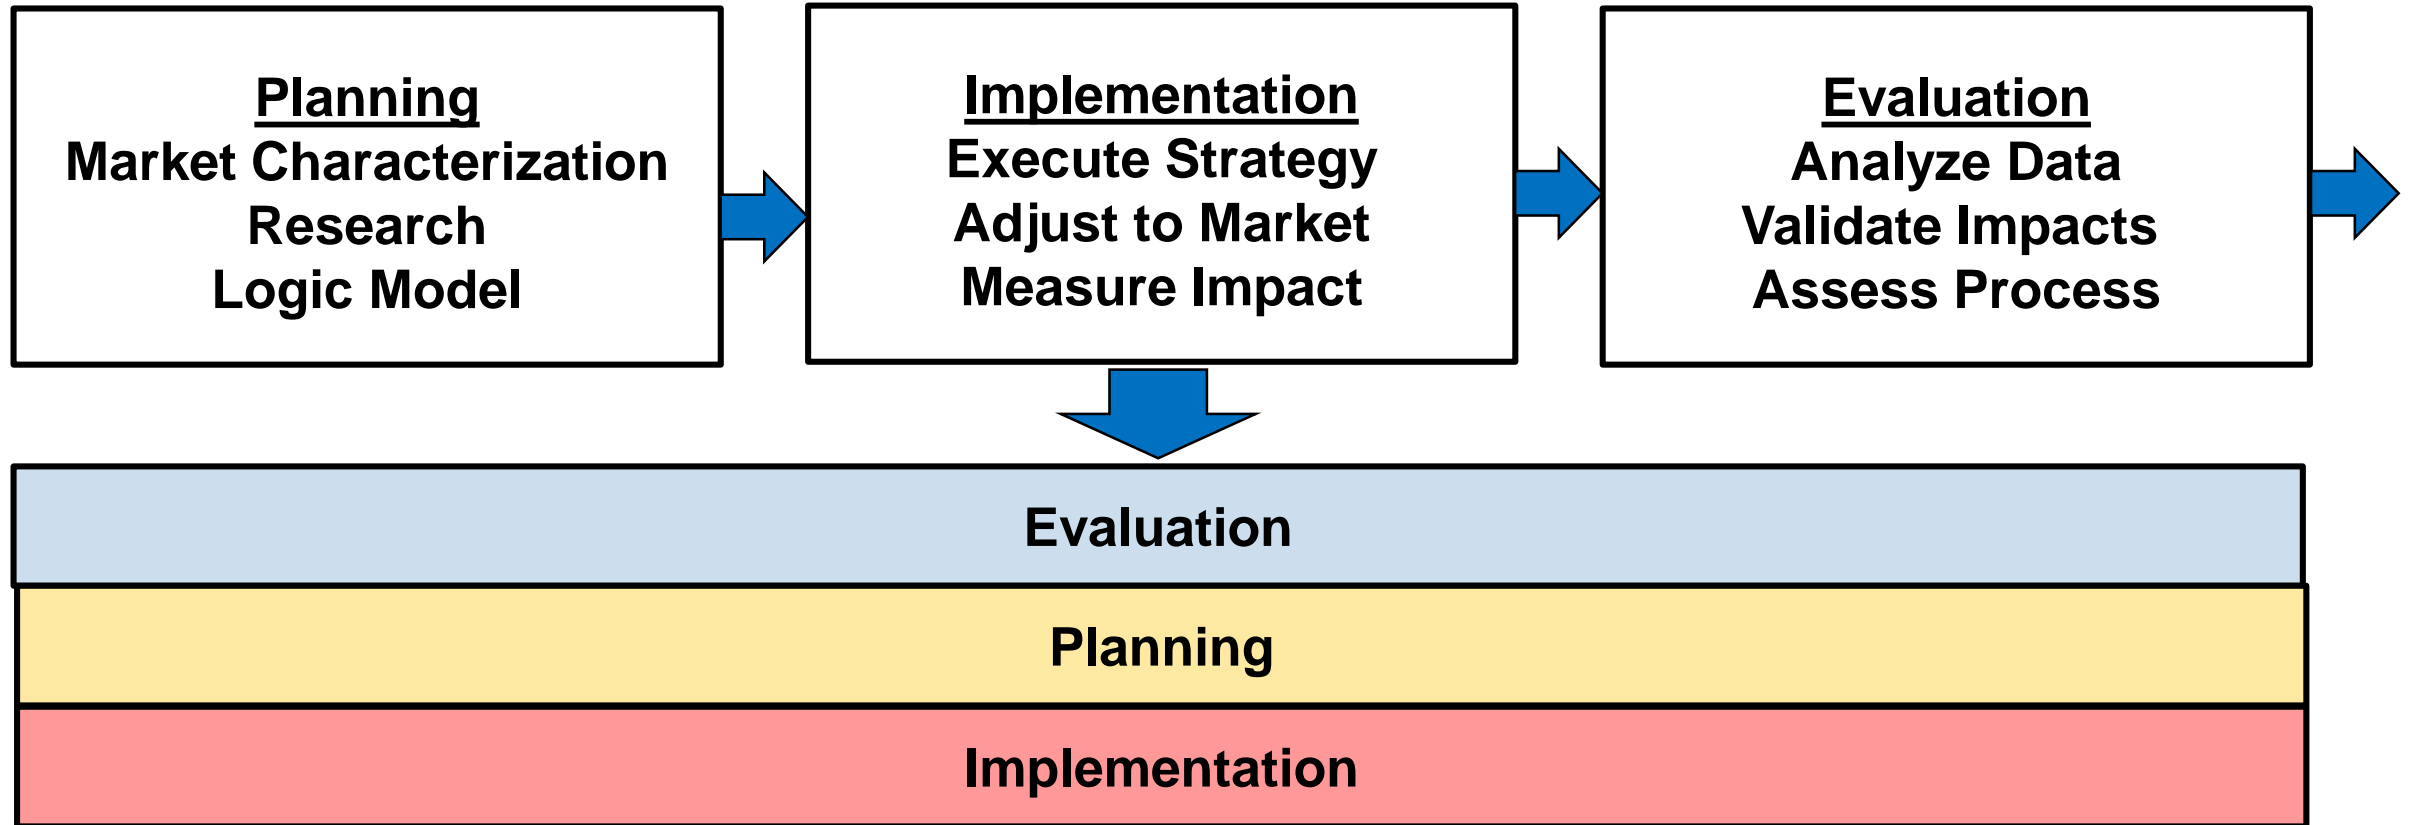 Planning
Market Characterization
Research
Logic Model
Implementation
Execute Strategy
Adjust to Market
Measure Impact
Evaluation
Analyze Data
Validate Impacts
Assess Process
Evaluation
Planning
Implementation